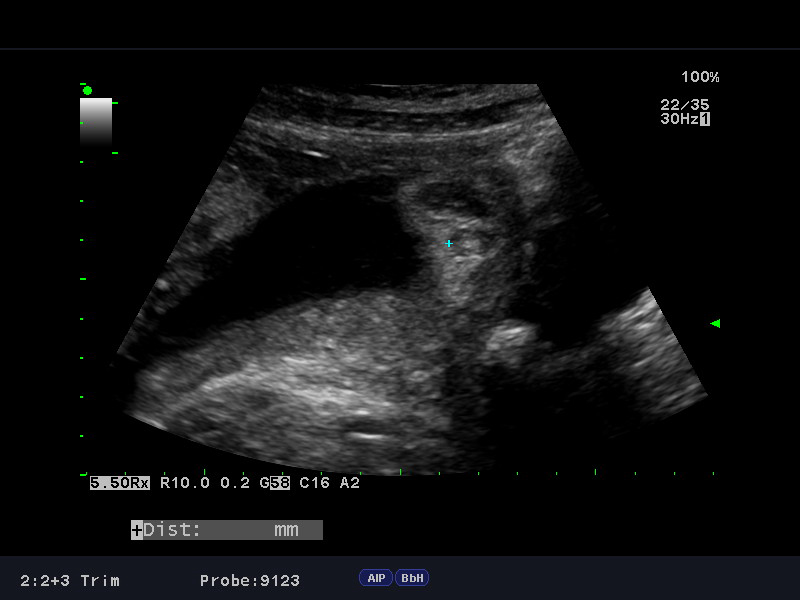 100%
22/35
30Hz1
5.50Rx R10.0 0.2 G58 C16 A2
+Dist: mm
2:2+3 Trim Probe:9123 AIP BbH